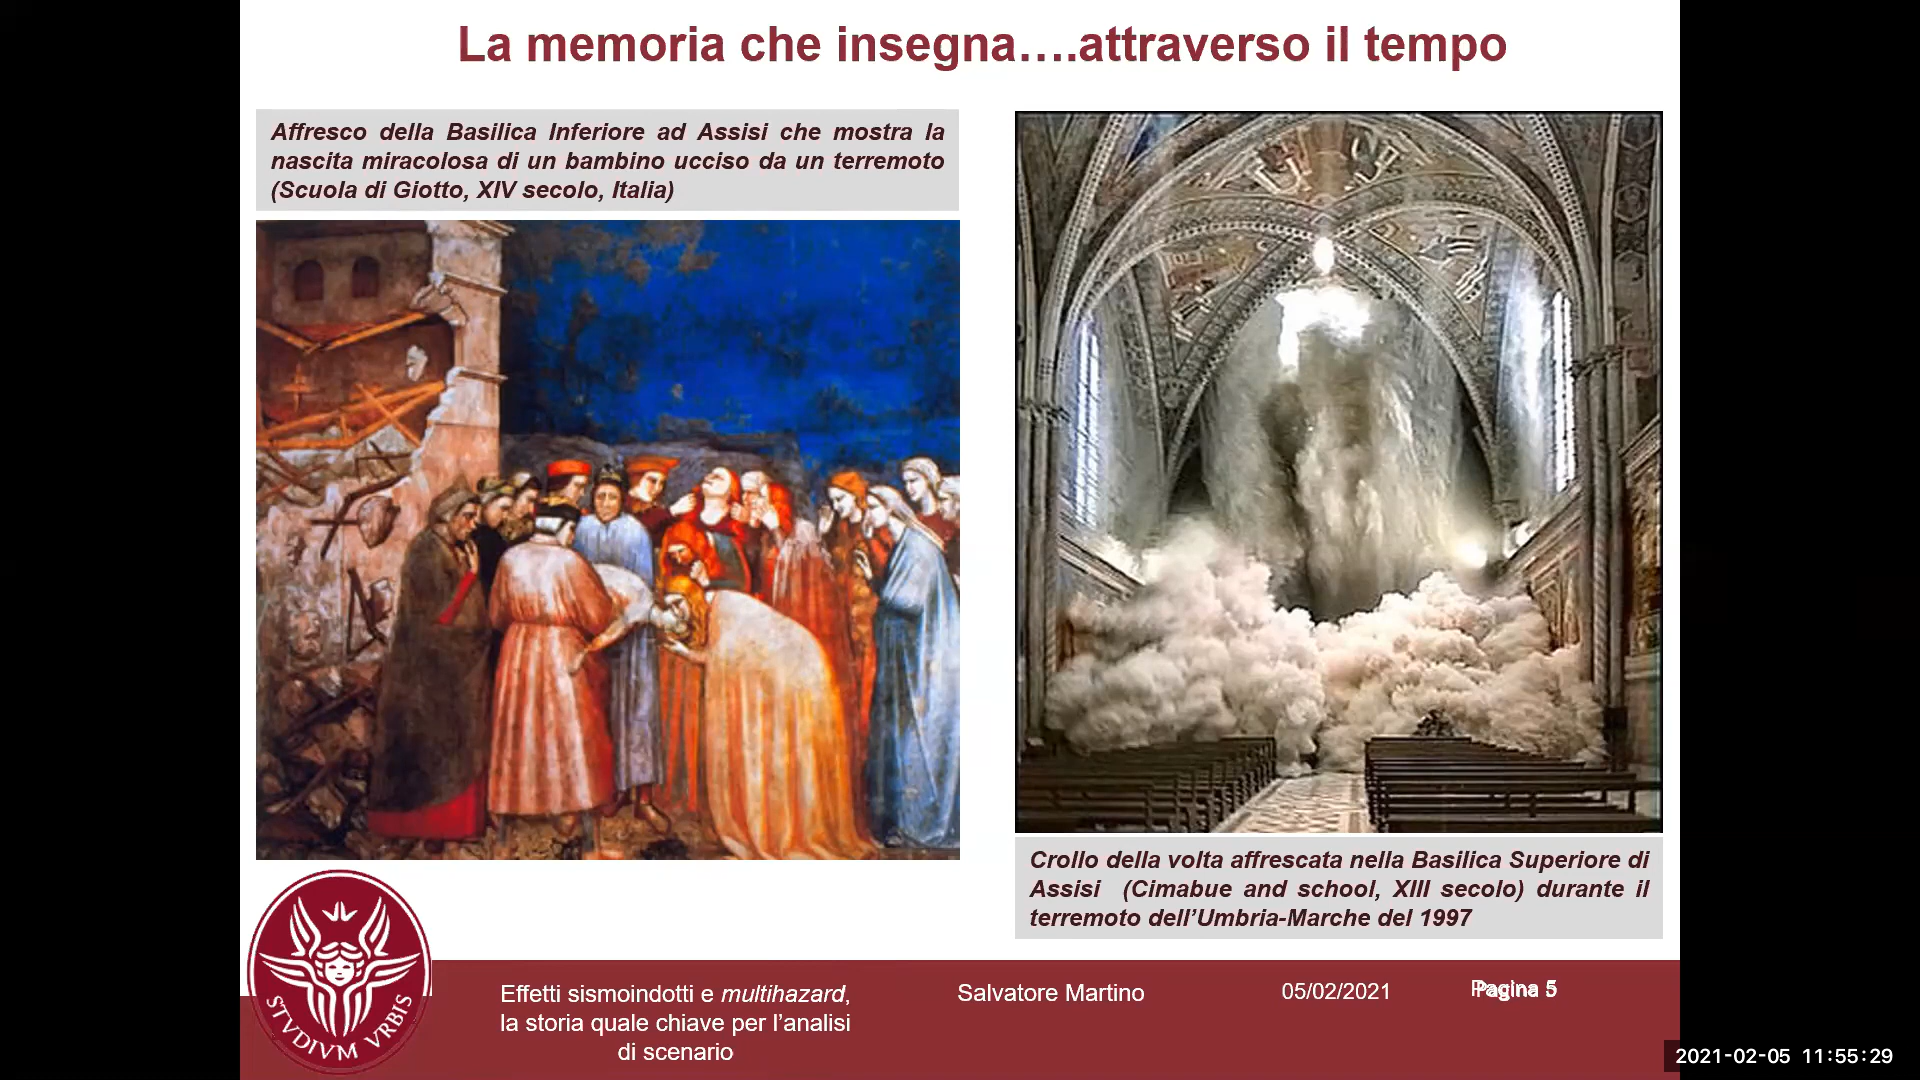 La memoria che insegna….attraverso il tempo
Affresco della Basilica Inferiore ad Assisi che mostra la
nascita miracolosa di un bambino ucciso da un terremoto
(Scuola di Giotto, XIV secolo, Italia)
Crollo della volta affrescata nella Basilica Superiore di
Assisi (Cimabue and school, XIII secolo) durante il
terremoto dell’Umbria-Marche del 1997
STVDIVM VRBIS
Effetti sismoindotti e multihazard,
la storia quale chiave per l’analisi
di scenario
Salvatore Martino
05/02/2021
Pagina 5
2021-02-05 11:55:29